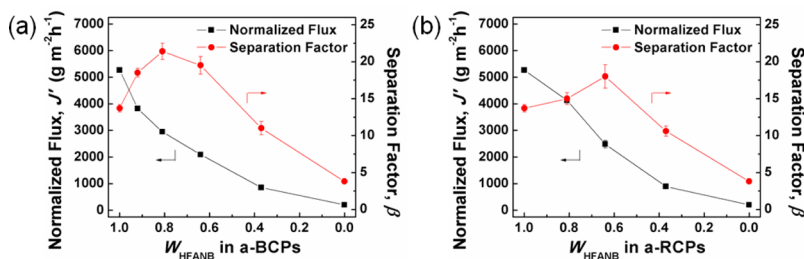 (a)
Normalized Flux, J' (g m⁻²h⁻¹)
7000
6000
5000
4000
3000
2000
1000
0
Normalized Flux
Separation Factor
25
20
15
10
5
0
Separation Factor, β
1.0 0.8 0.6 0.4 0.2 0.0
W_HFANB in a-BCPs
(b)
Normalized Flux, J' (g m⁻²h⁻¹)
7000
6000
5000
4000
3000
2000
1000
0
Normalized Flux
Separation Factor
25
20
15
10
5
0
Separation Factor, β
1.0 0.8 0.6 0.4 0.2 0.0
W_HFANB in a-RCPs